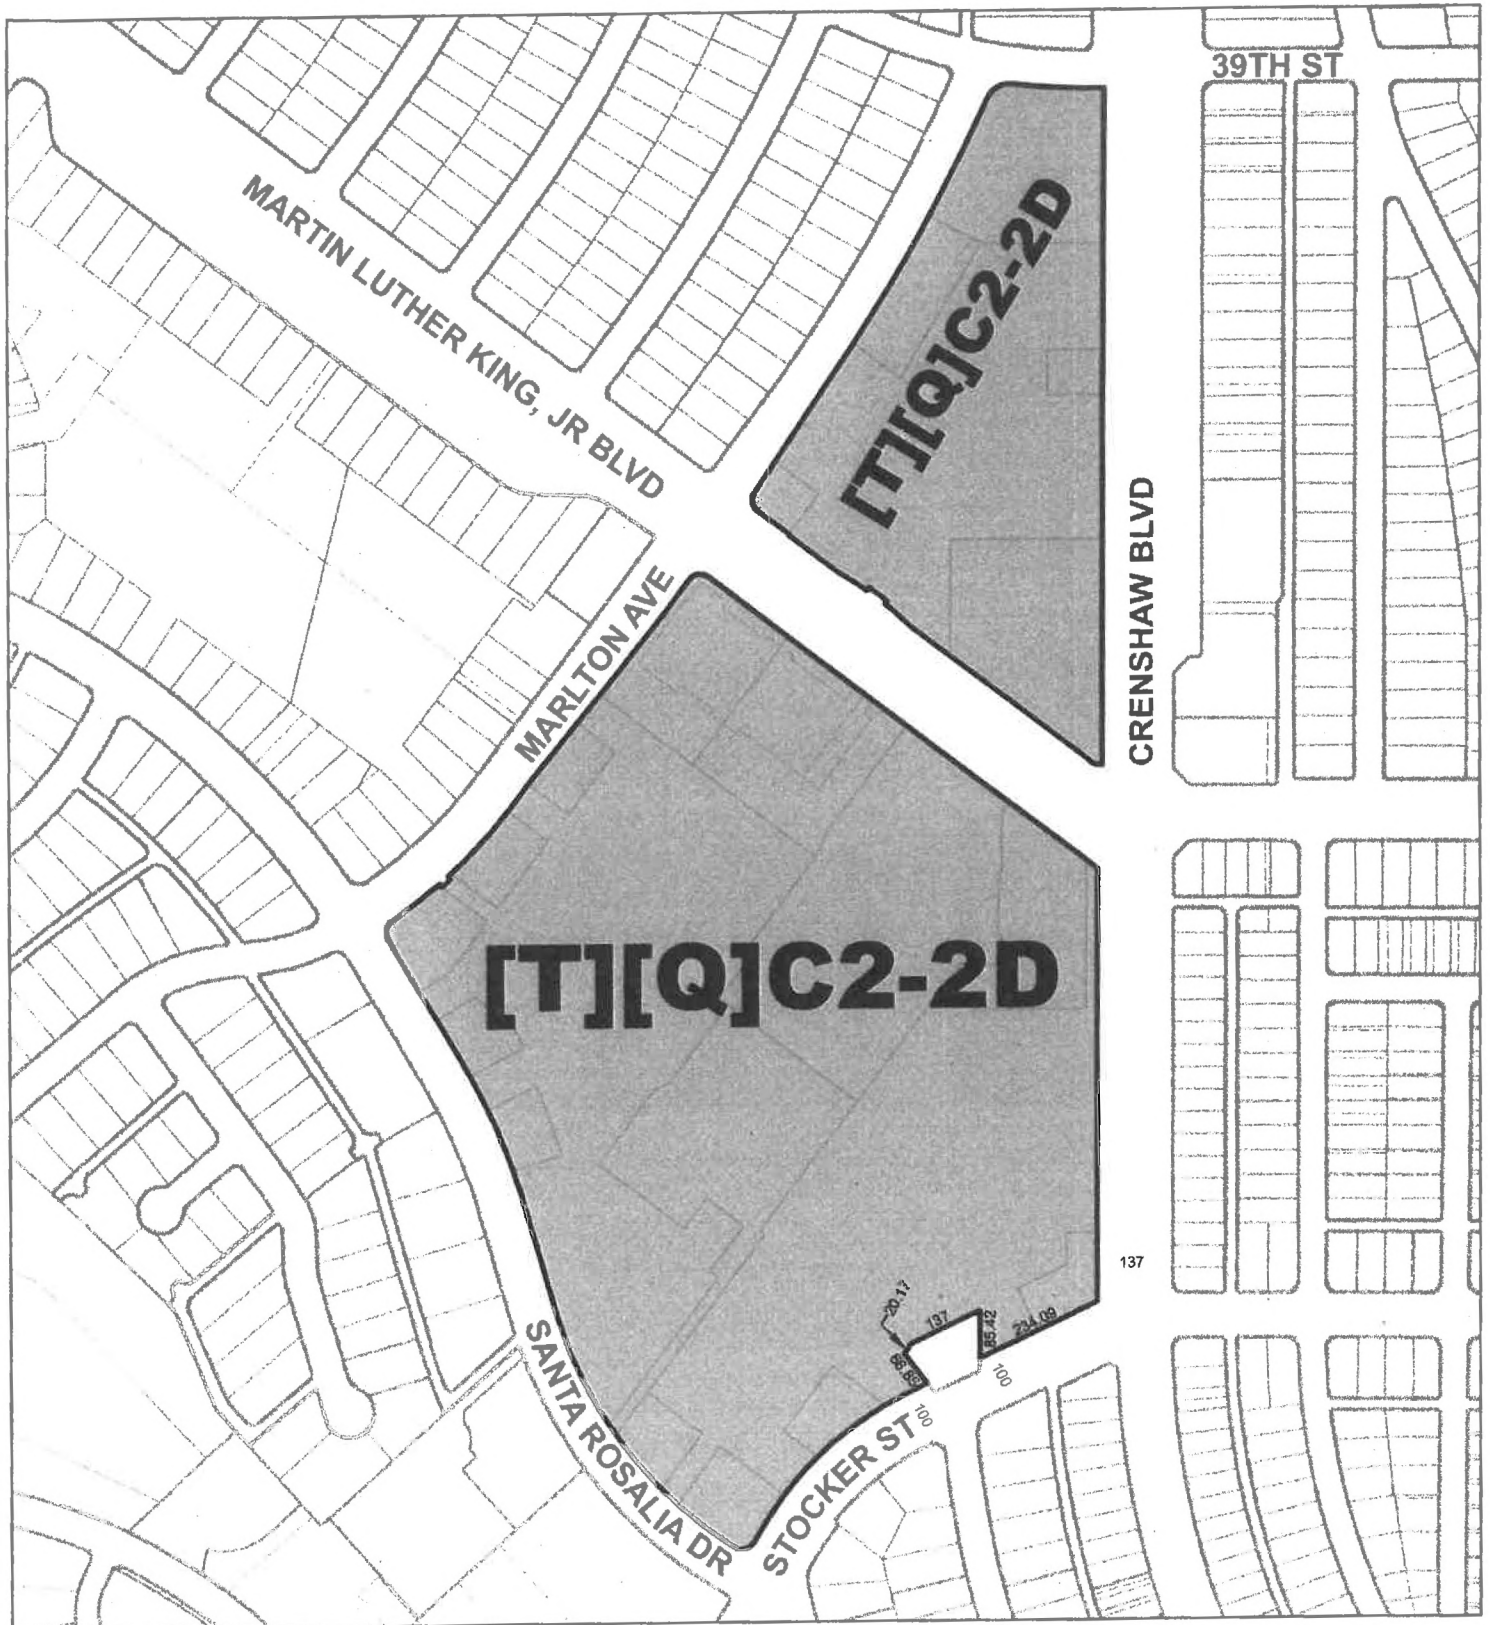 39TH ST
MARTIN LUTHER KING, JR BLVD
[T][Q]C2-2D
CRENSHAW BLVD
MARLTON AVE
[T][Q]C2-2D
137
20.17
137
85.42
234.09
100
100
SANTA ROSALIA DR
STOCKER ST